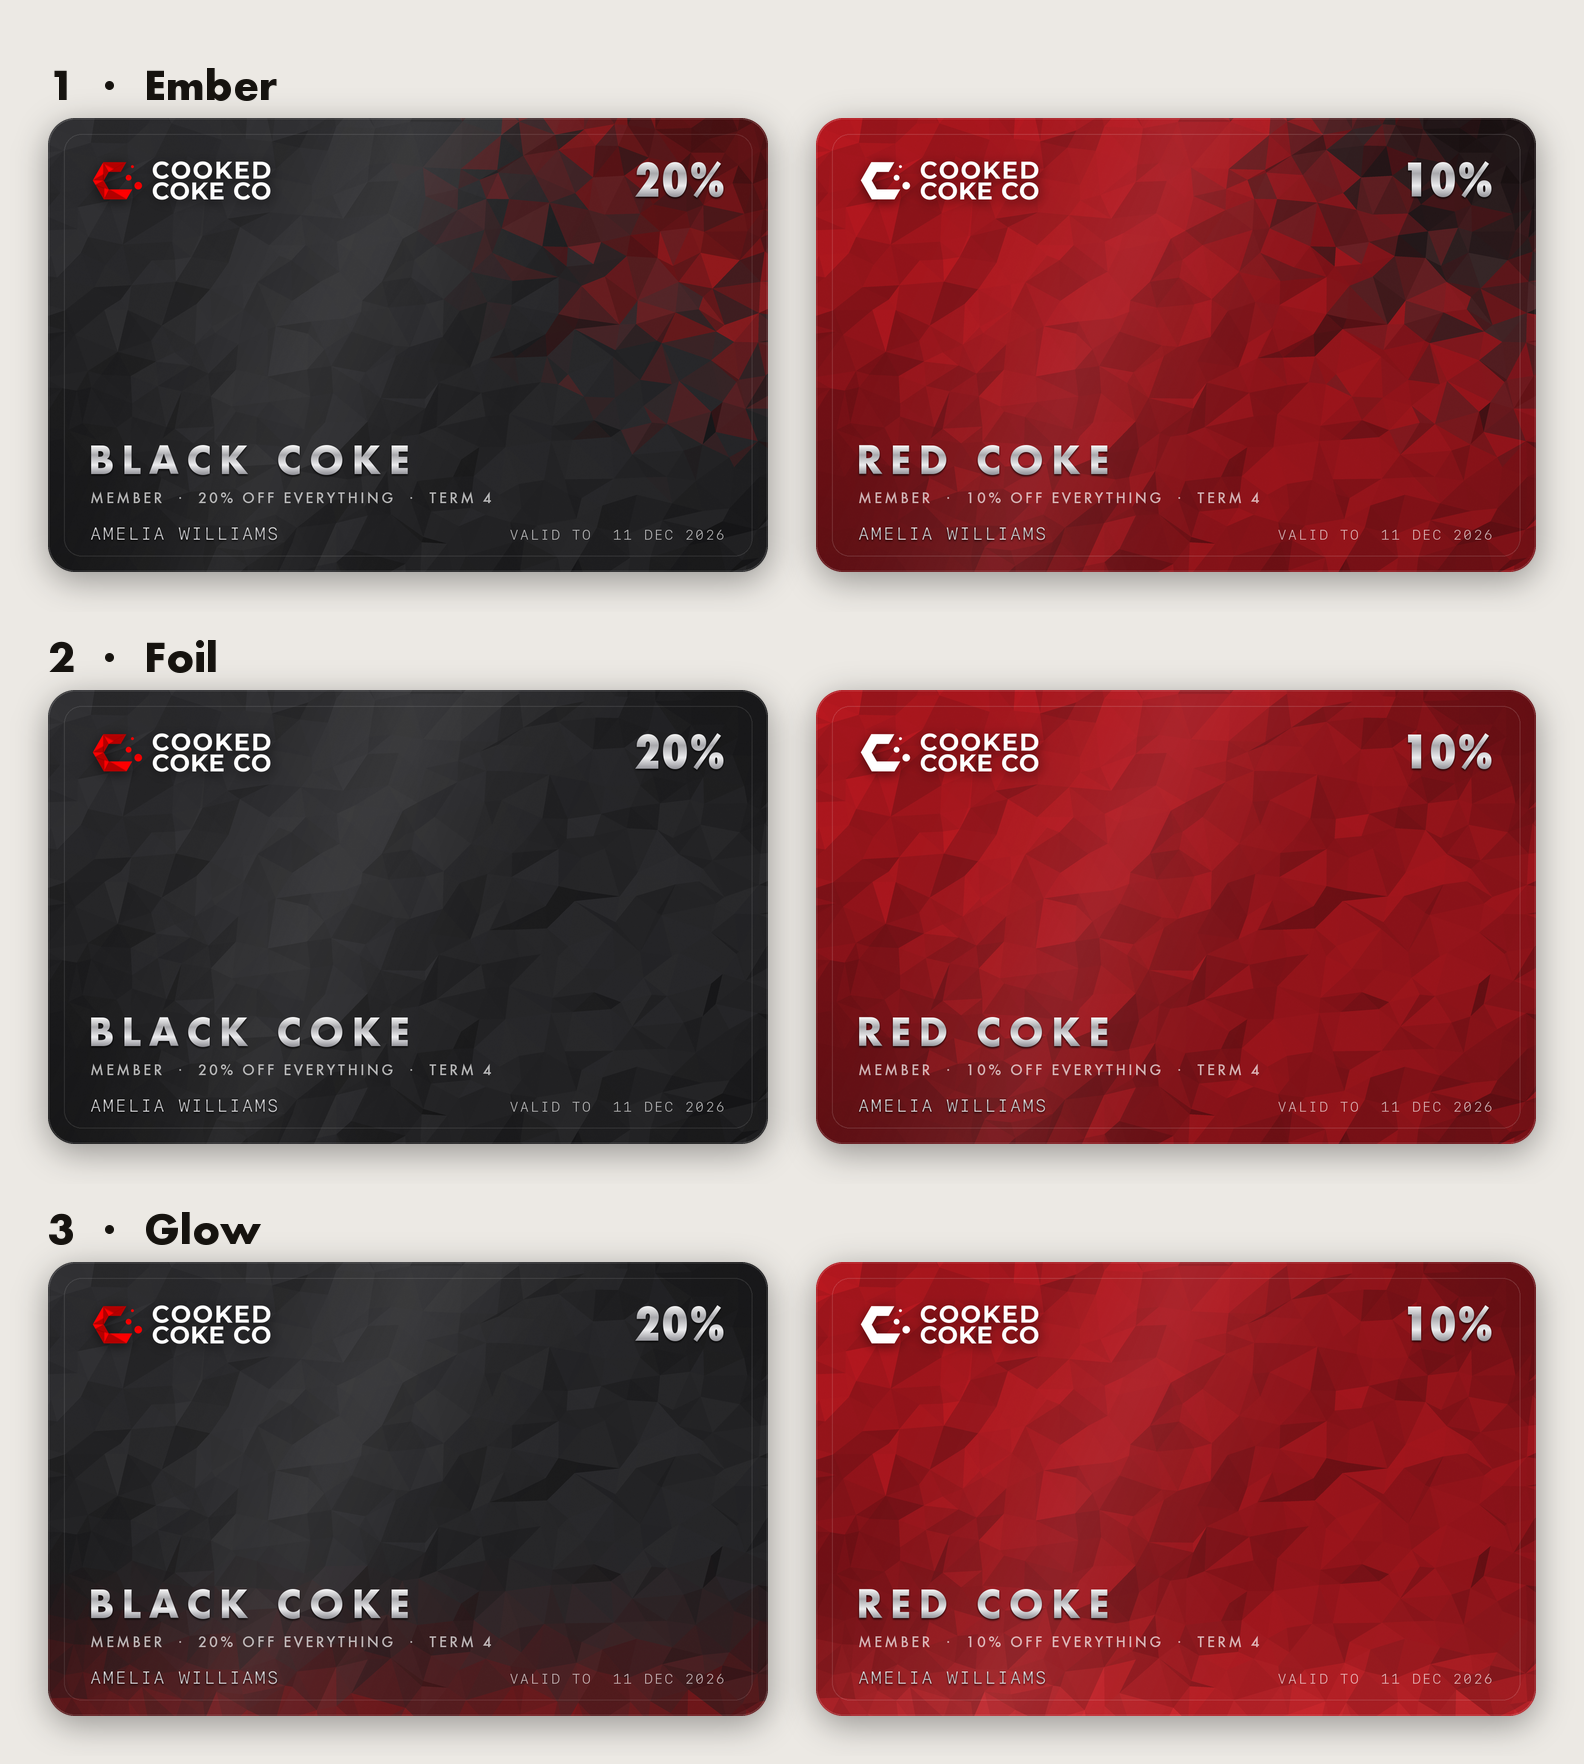 1 · Ember
COOKED
COKE CO
20%
BLACK COKE
MEMBER · 20% OFF EVERYTHING · TERM 4
AMELIA WILLIAMS
VALID TO 11 DEC 2026
COOKED
COKE CO
10%
RED COKE
MEMBER · 10% OFF EVERYTHING · TERM 4
AMELIA WILLIAMS
VALID TO 11 DEC 2026
2 · Foil
COOKED
COKE CO
20%
BLACK COKE
MEMBER · 20% OFF EVERYTHING · TERM 4
AMELIA WILLIAMS
VALID TO 11 DEC 2026
COOKED
COKE CO
10%
RED COKE
MEMBER · 10% OFF EVERYTHING · TERM 4
AMELIA WILLIAMS
VALID TO 11 DEC 2026
3 · Glow
COOKED
COKE CO
20%
BLACK COKE
MEMBER · 20% OFF EVERYTHING · TERM 4
AMELIA WILLIAMS
VALID TO 11 DEC 2026
COOKED
COKE CO
10%
RED COKE
MEMBER · 10% OFF EVERYTHING · TERM 4
AMELIA WILLIAMS
VALID TO 11 DEC 2026